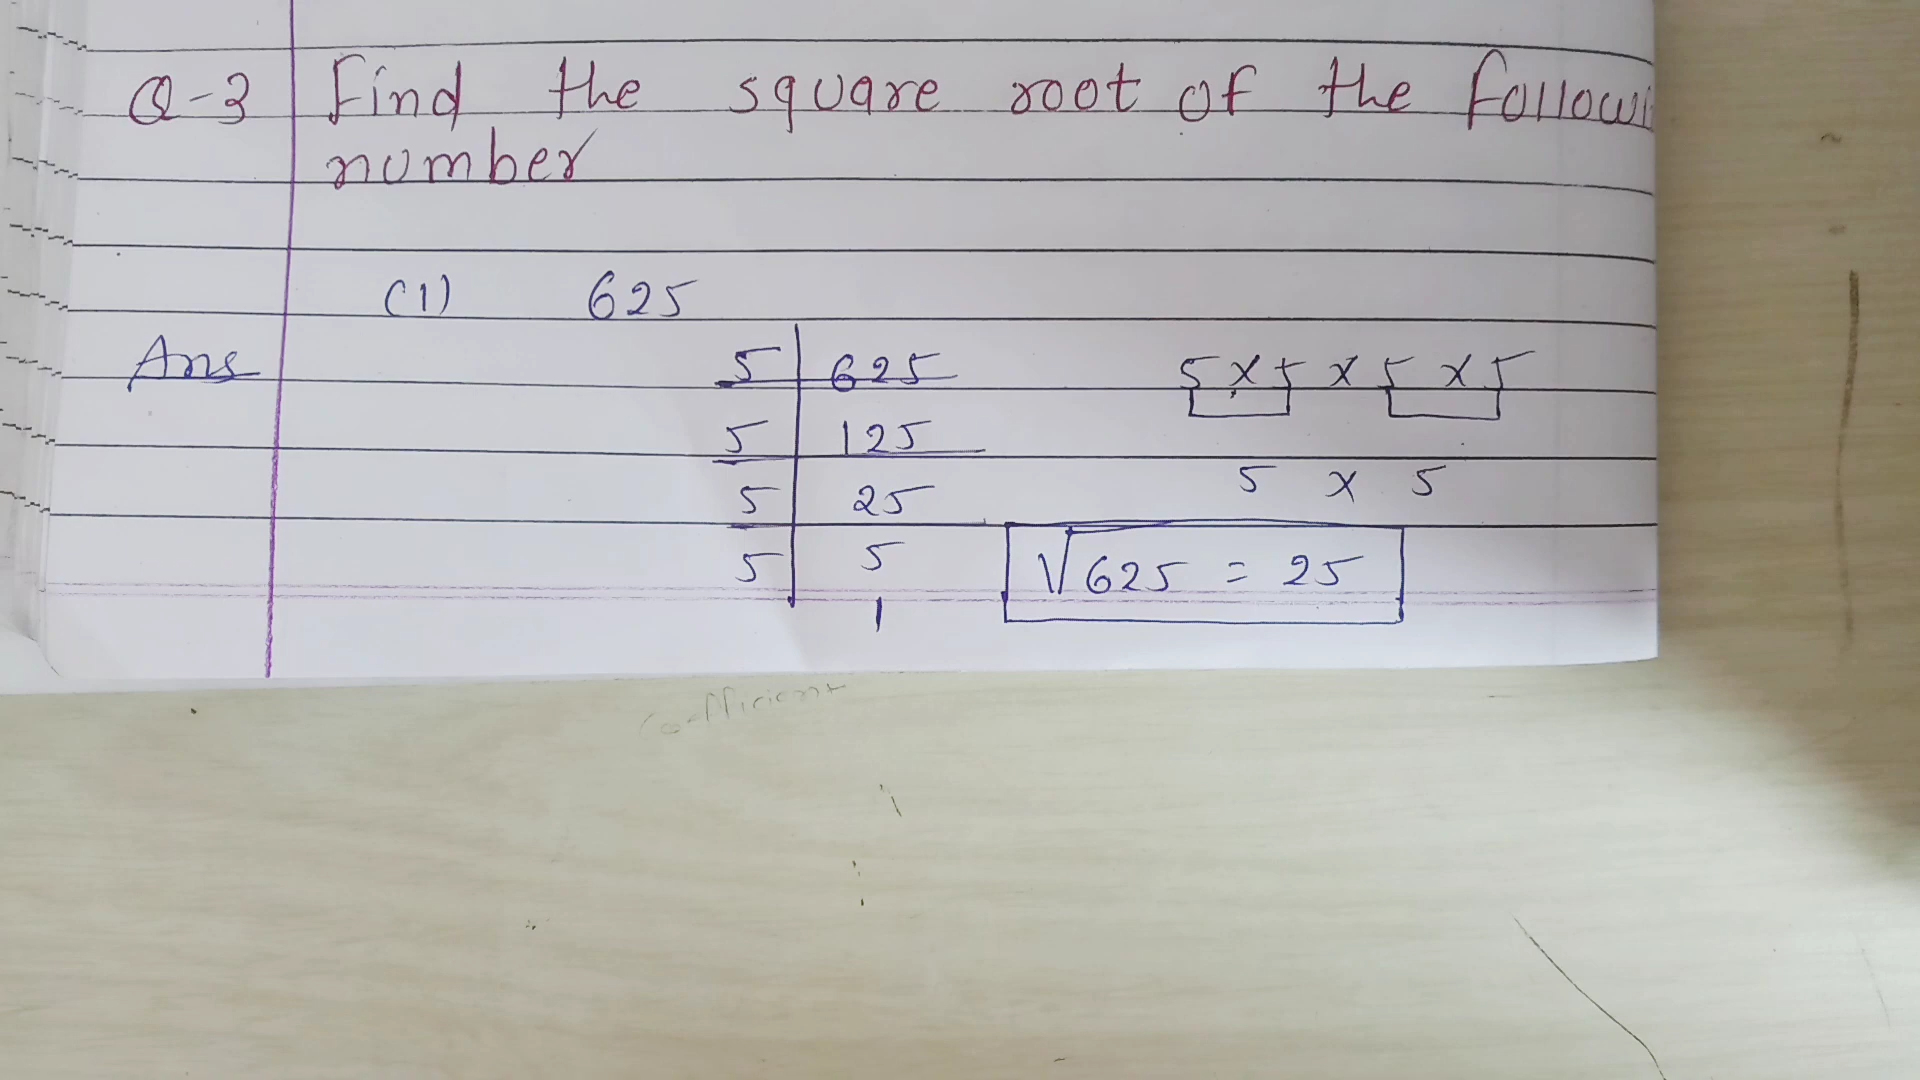 Q-3 Find the square root of the followi
number
(1) 625
Ans 5 | 625 5 x 5 x 5 x 5
5 | 125
5 x 5
5 | 25
5 | 5 √625 = 25
1
Coefficient